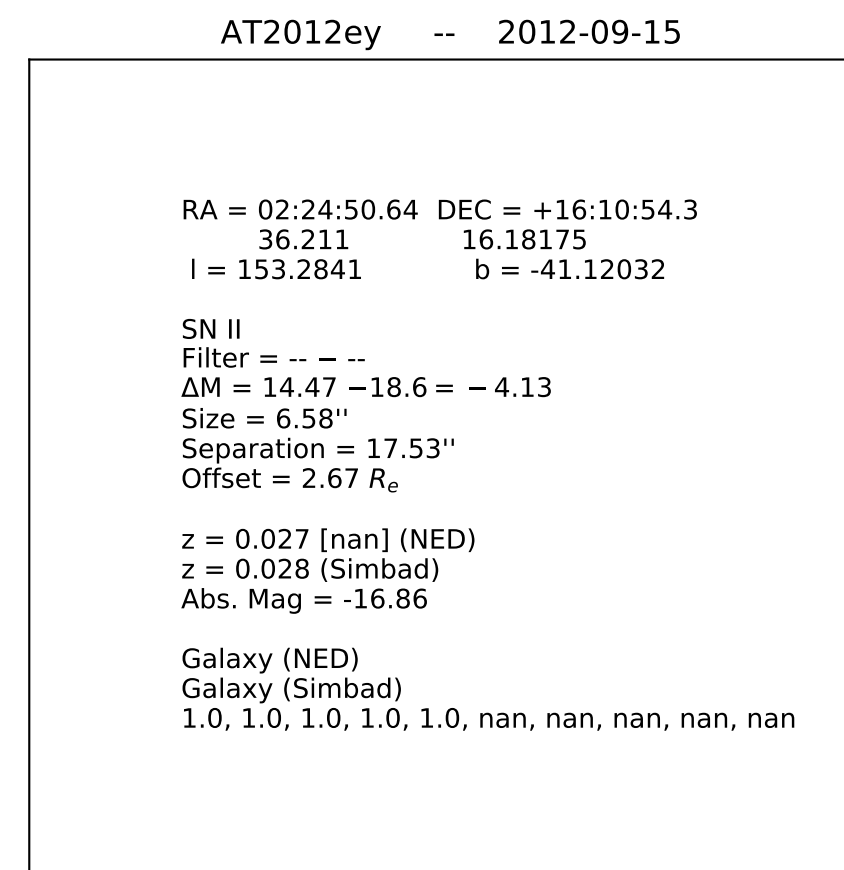 AT2012ey -- 2012-09-15
RA = 02:24:50.64 DEC = +16:10:54.3
36.211 16.18175
l = 153.2841 b = -41.12032
SN II
Filter = -- − --
ΔM = 14.47 −18.6 = − 4.13
Size = 6.58''
Separation = 17.53''
Offset = 2.67 Rₑ
z = 0.027 [nan] (NED)
z = 0.028 (Simbad)
Abs. Mag = -16.86
Galaxy (NED)
Galaxy (Simbad)
1.0, 1.0, 1.0, 1.0, 1.0, nan, nan, nan, nan, nan